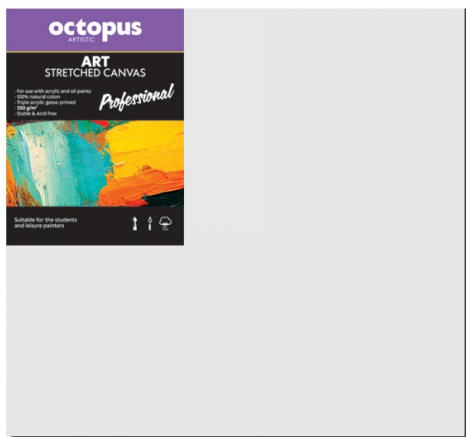 octopus
ARTISTIC
ART
STRETCHED CANVAS
- For use with acrylic and oil paints
- 100% natural coton
- Triple acrylic gesso primed
- 350 g/m²
- Stable & Acid free
Professional
Suitable for the students
and leisure painters